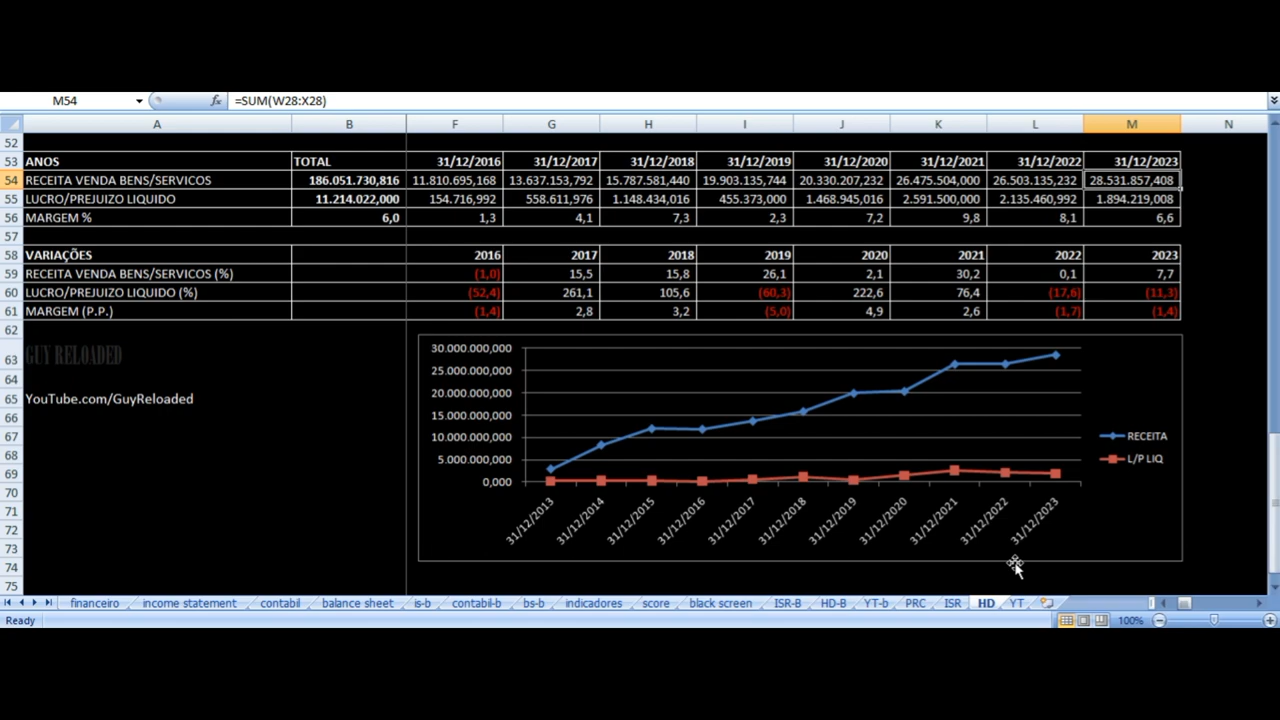 M54 fx =SUM(W28:X28)
A B F G H I J K L M N
52
53 ANOS TOTAL 31/12/2016 31/12/2017 31/12/2018 31/12/2019 31/12/2020 31/12/2021 31/12/2022 31/12/2023
54 RECEITA VENDA BENS/SERVICOS 186.051.730,816 11.810.695,168 13.637.153,792 15.787.581,440 19.903.135,744 20.330.207,232 26.475.504,000 26.503.135,232 28.531.857,408
55 LUCRO/PREJUIZO LIQUIDO 11.214.022,000 154.716,992 558.611,976 1.148.434,016 455.373,000 1.468.945,016 2.591.500,000 2.135.460,992 1.894.219,008
56 MARGEM % 6,0 1,3 4,1 7,3 2,3 7,2 9,8 8,1 6,6
57
58 VARIAÇÕES 2016 2017 2018 2019 2020 2021 2022 2023
59 RECEITA VENDA BENS/SERVICOS (%) (1,0) 15,5 15,8 26,1 2,1 30,2 0,1 7,7
60 LUCRO/PREJUIZO LIQUIDO (%) (52,4) 261,1 105,6 (60,3) 222,6 76,4 (17,6) (11,3)
61 MARGEM (P.P.) (1,4) 2,8 3,2 (5,0) 4,9 2,6 (1,7) (1,4)
62
63 GUY RELOADED
64
65 YouTube.com/GuyReloaded
66
67
68
69
70
71
72
73
74
75
30.000.000,000
25.000.000,000
20.000.000,000
15.000.000,000
10.000.000,000
5.000.000,000
0,000
31/12/2013 31/12/2014 31/12/2015 31/12/2016 31/12/2017 31/12/2018 31/12/2019 31/12/2020 31/12/2021 31/12/2022 31/12/2023
RECEITA
L/P LIQ
financeiro income statement contabil balance sheet is-b contabil-b bs-b indicadores score black screen ISR-B HD-B YT-b PRC ISR HD YT
Ready 100%